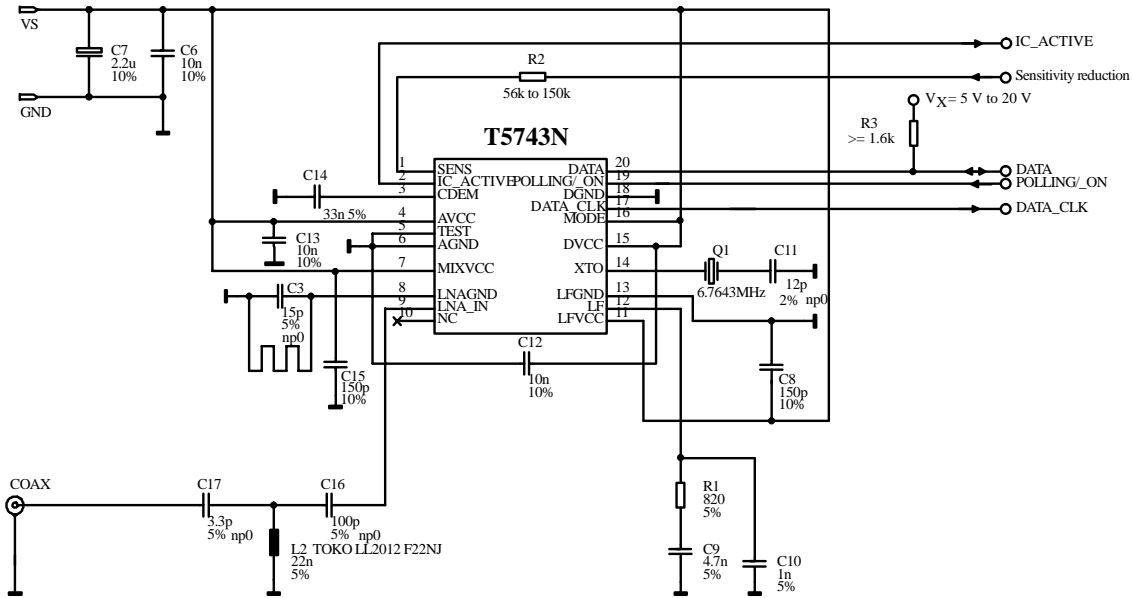 VS
C7
2.2u
10%
C6
10n
10%
GND
IC_ACTIVE
R2
56k to 150k
Sensitivity reduction
VX= 5 V to 20 V
R3
>= 1.6k
T5743N
1 SENS
2 IC_ACTIVE
3 CDEM
4 AVCC
5 TEST
6 AGND
7 MIXVCC
8 LNAGND
9 LNA_IN
10 NC
DATA 20
POLLING/_ON 19
DGND 18
DATA_CLK 17
MODE 16
DVCC 15
XTO 14
LFGND 13
LF 12
LFVCC 11
DATA
POLLING/_ON
DATA_CLK
C14
33n 5%
C13
10n
10%
C3
15p
5%
np0
C15
150p
10%
C12
10n
10%
Q1
6.7643MHz
C11
12p
2% np0
C8
150p
10%
COAX
C17
3.3p
5% np0
C16
100p
5% np0
L2 TOKO LL2012 F22NJ
22n
5%
R1
820
5%
C9
4.7n
5%
C10
1n
5%